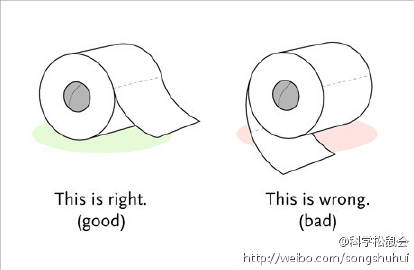 This is right.
(good)
This is wrong.
(bad)
@科学松鼠会
http://weibo.com/songshuhui